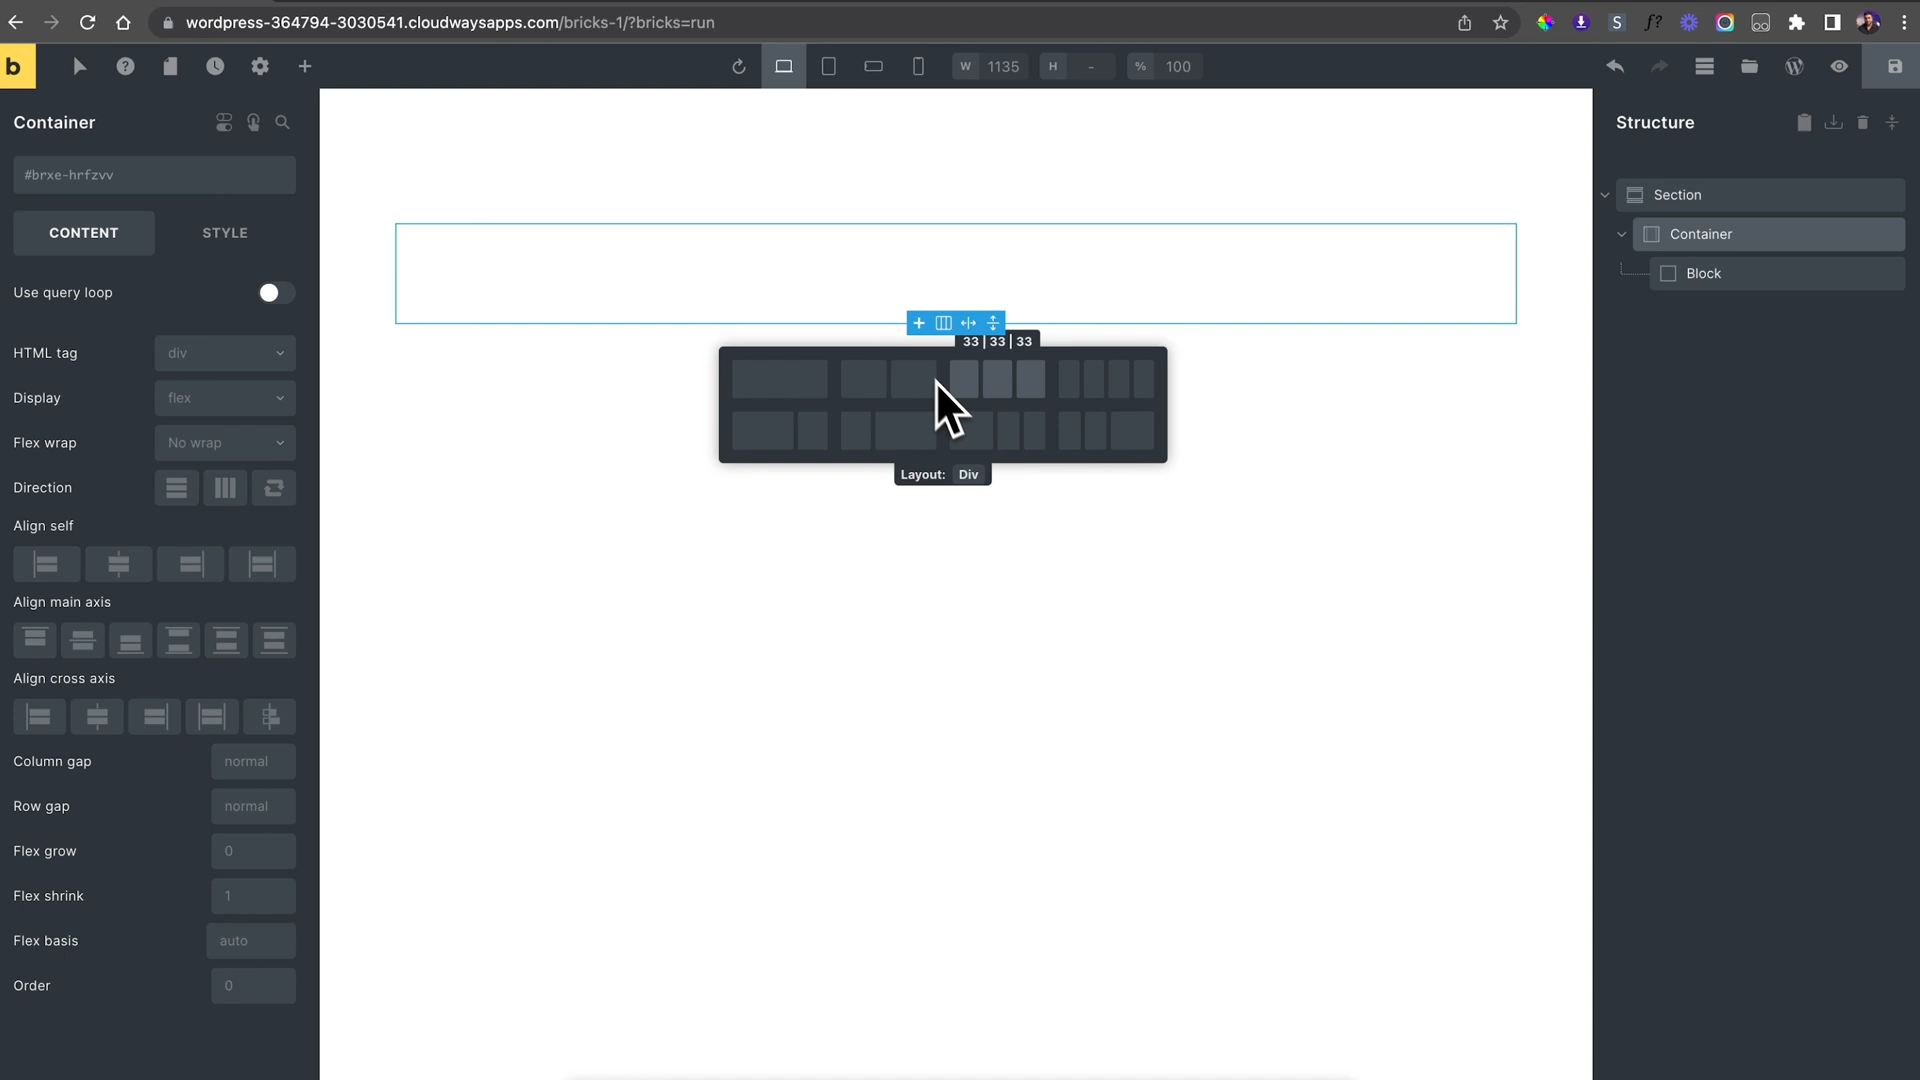 wordpress-364794-3030541.cloudwaysapps.com/bricks-1/?bricks=run
S
f?
b
W 1135
H -
% 100
Container
#brxe-hrfzvv
CONTENT
STYLE
Use query loop
HTML tag
div
Display
flex
Flex wrap
No wrap
Direction
Align self
Align main axis
Align cross axis
Column gap
normal
Row gap
normal
Flex grow
0
Flex shrink
1
Flex basis
auto
Order
0
33 | 33 | 33
Layout: Div
Structure
Section
Container
Block